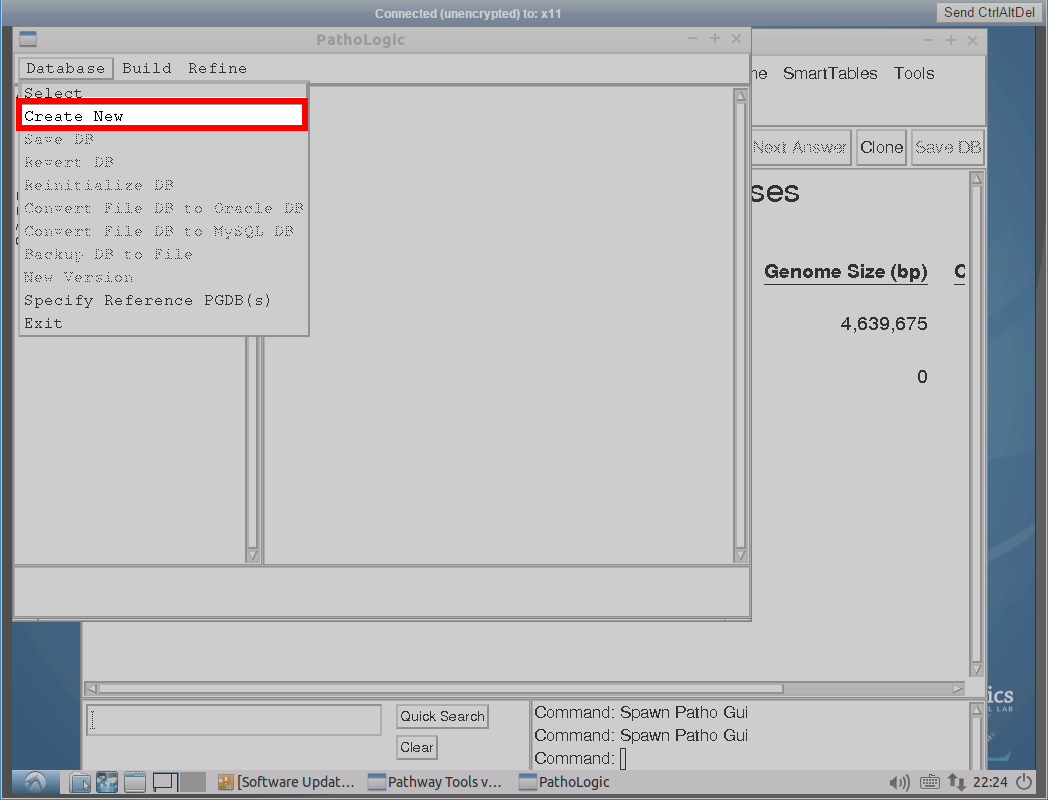 Connected (unencrypted) to: x11
Send CtrlAltDel
PathoLogic
Database Build Refine
Select
Create New
Save DB
Revert DB
Reinitialize DB
Convert File DB to Oracle DB
Convert File DB to MySQL DB
Backup DB to File
New Version
Specify Reference PGDB(s)
Exit
SmartTables Tools
Next Answer Clone Save DB
ses
Genome Size (bp) C
4,639,675
0
ics
LAB
Quick Search
Clear
Command: Spawn Patho Gui
Command: Spawn Patho Gui
Command:
[Software Updat... Pathway Tools v... PathoLogic 22:24